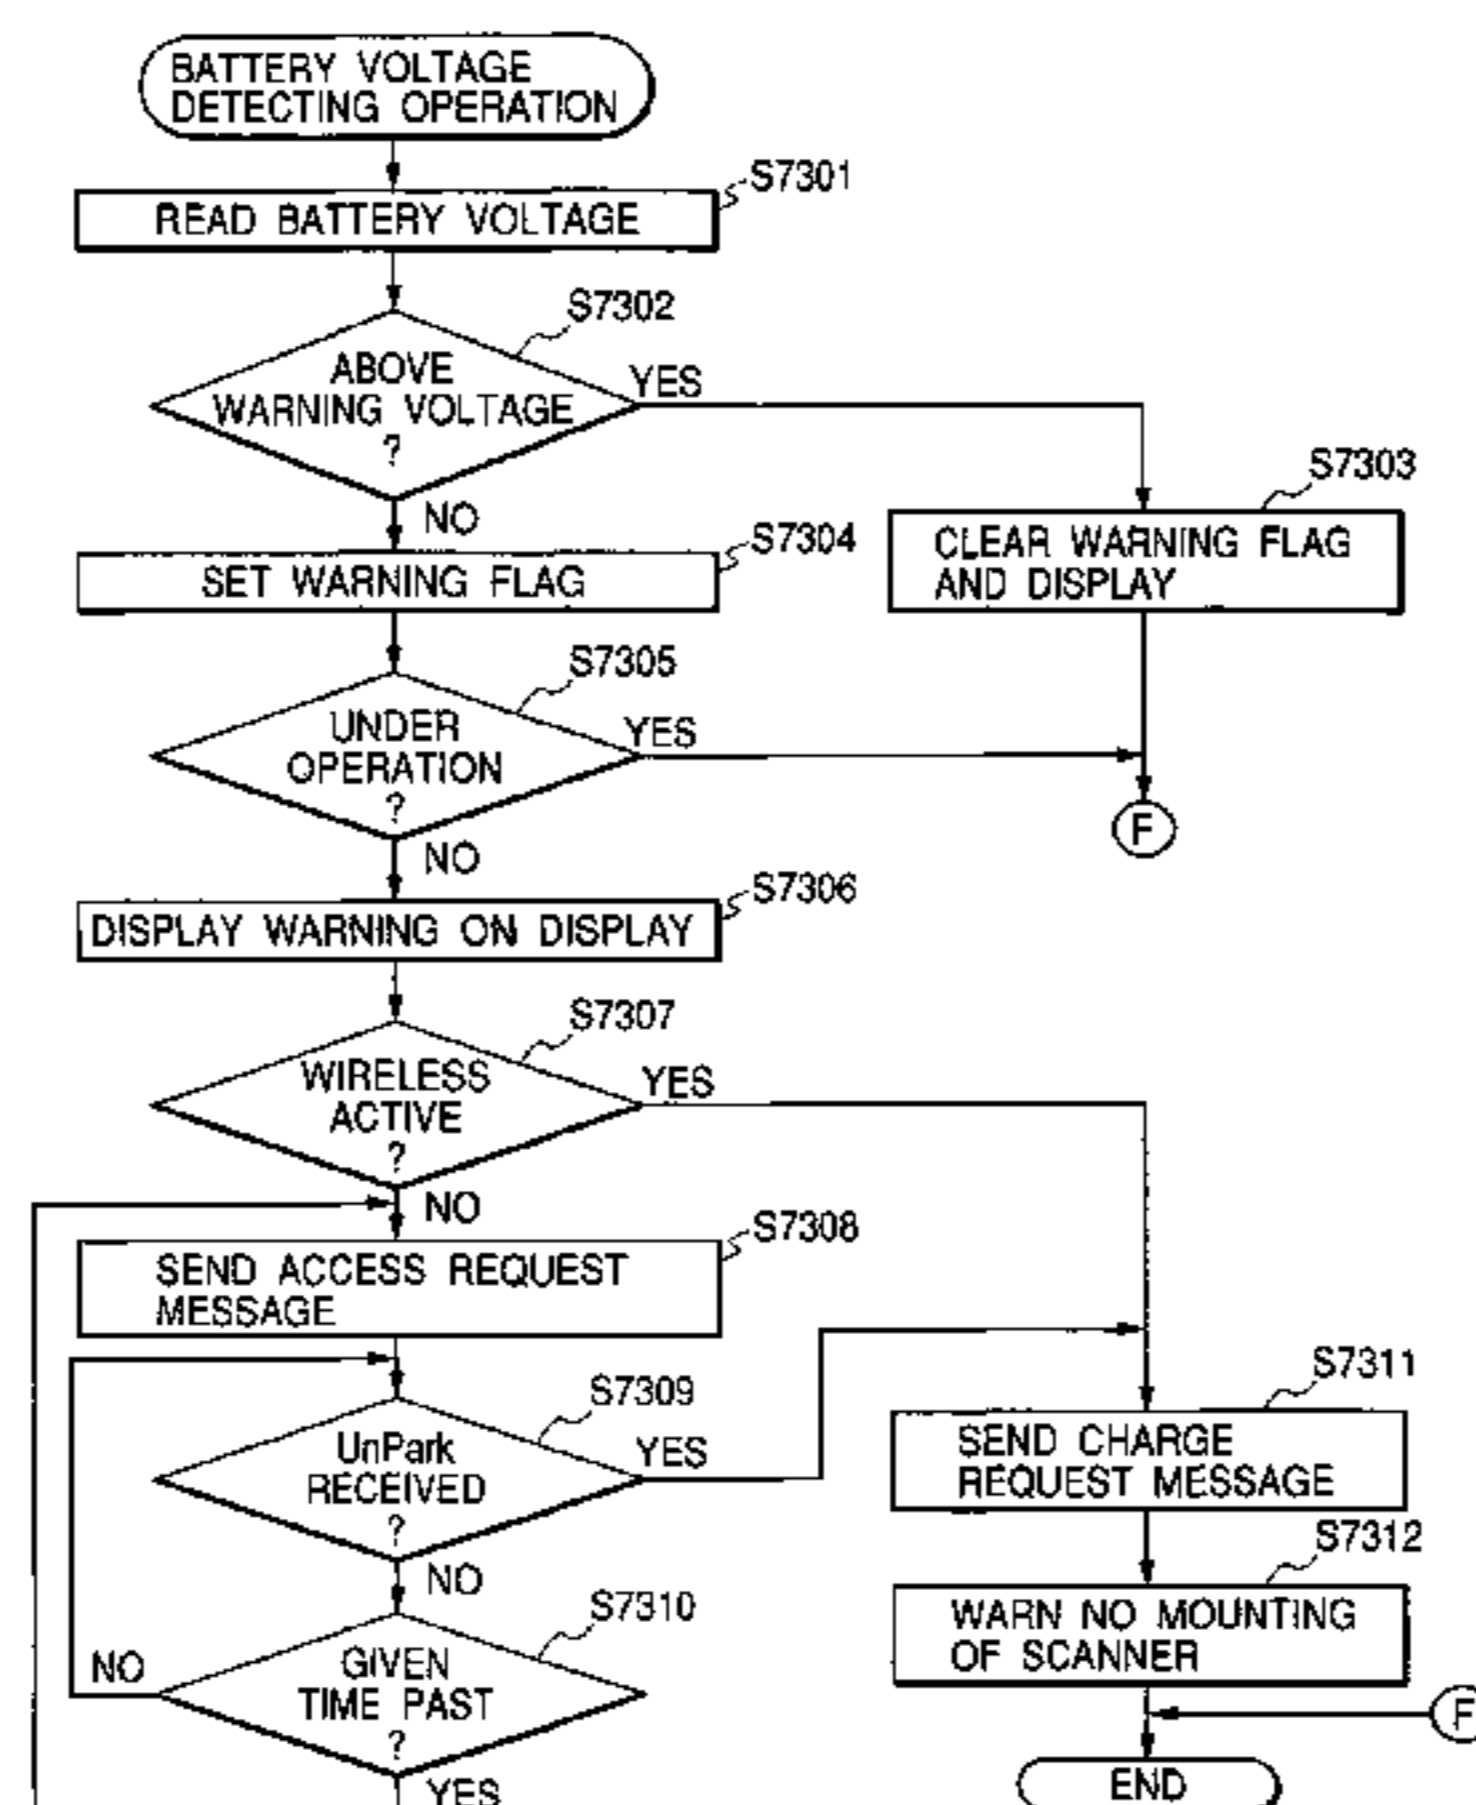 BATTERY VOLTAGE
DETECTING OPERATION
S7301
READ BATTERY VOLTAGE
S7302
ABOVE
WARNING VOLTAGE
?
YES
NO
S7303
CLEAR WARNING FLAG
AND DISPLAY
S7304
SET WARNING FLAG
S7305
UNDER
OPERATION
?
YES
F
NO
S7306
DISPLAY WARNING ON DISPLAY
S7307
WIRELESS
ACTIVE
?
YES
NO
S7308
SEND ACCESS REQUEST
MESSAGE
S7309
UnPark
RECEIVED
?
YES
NO
S7310
GIVEN
TIME PAST
?
NO
YES
S7311
SEND CHARGE
REQUEST MESSAGE
S7312
WARN NO MOUNTING
OF SCANNER
F
END